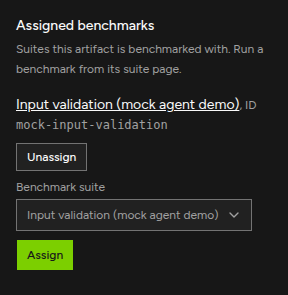 Assigned benchmarks
Suites this artifact is benchmarked with. Run a
benchmark from its suite page.
Input validation (mock agent demo), ID
mock-input-validation
Unassign
Benchmark suite
Input validation (mock agent demo)
Assign